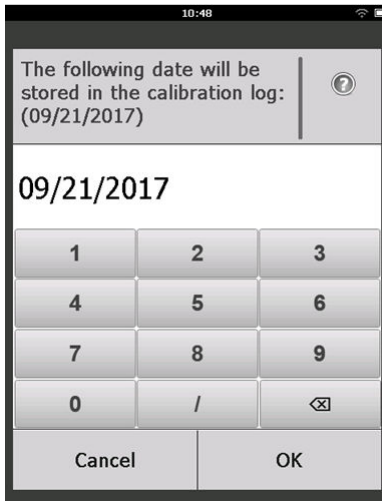 10:48
The following date will be
stored in the calibration log:
(09/21/2017)
?
09/21/2017
1 2 3
4 5 6
7 8 9
0 /
Cancel OK